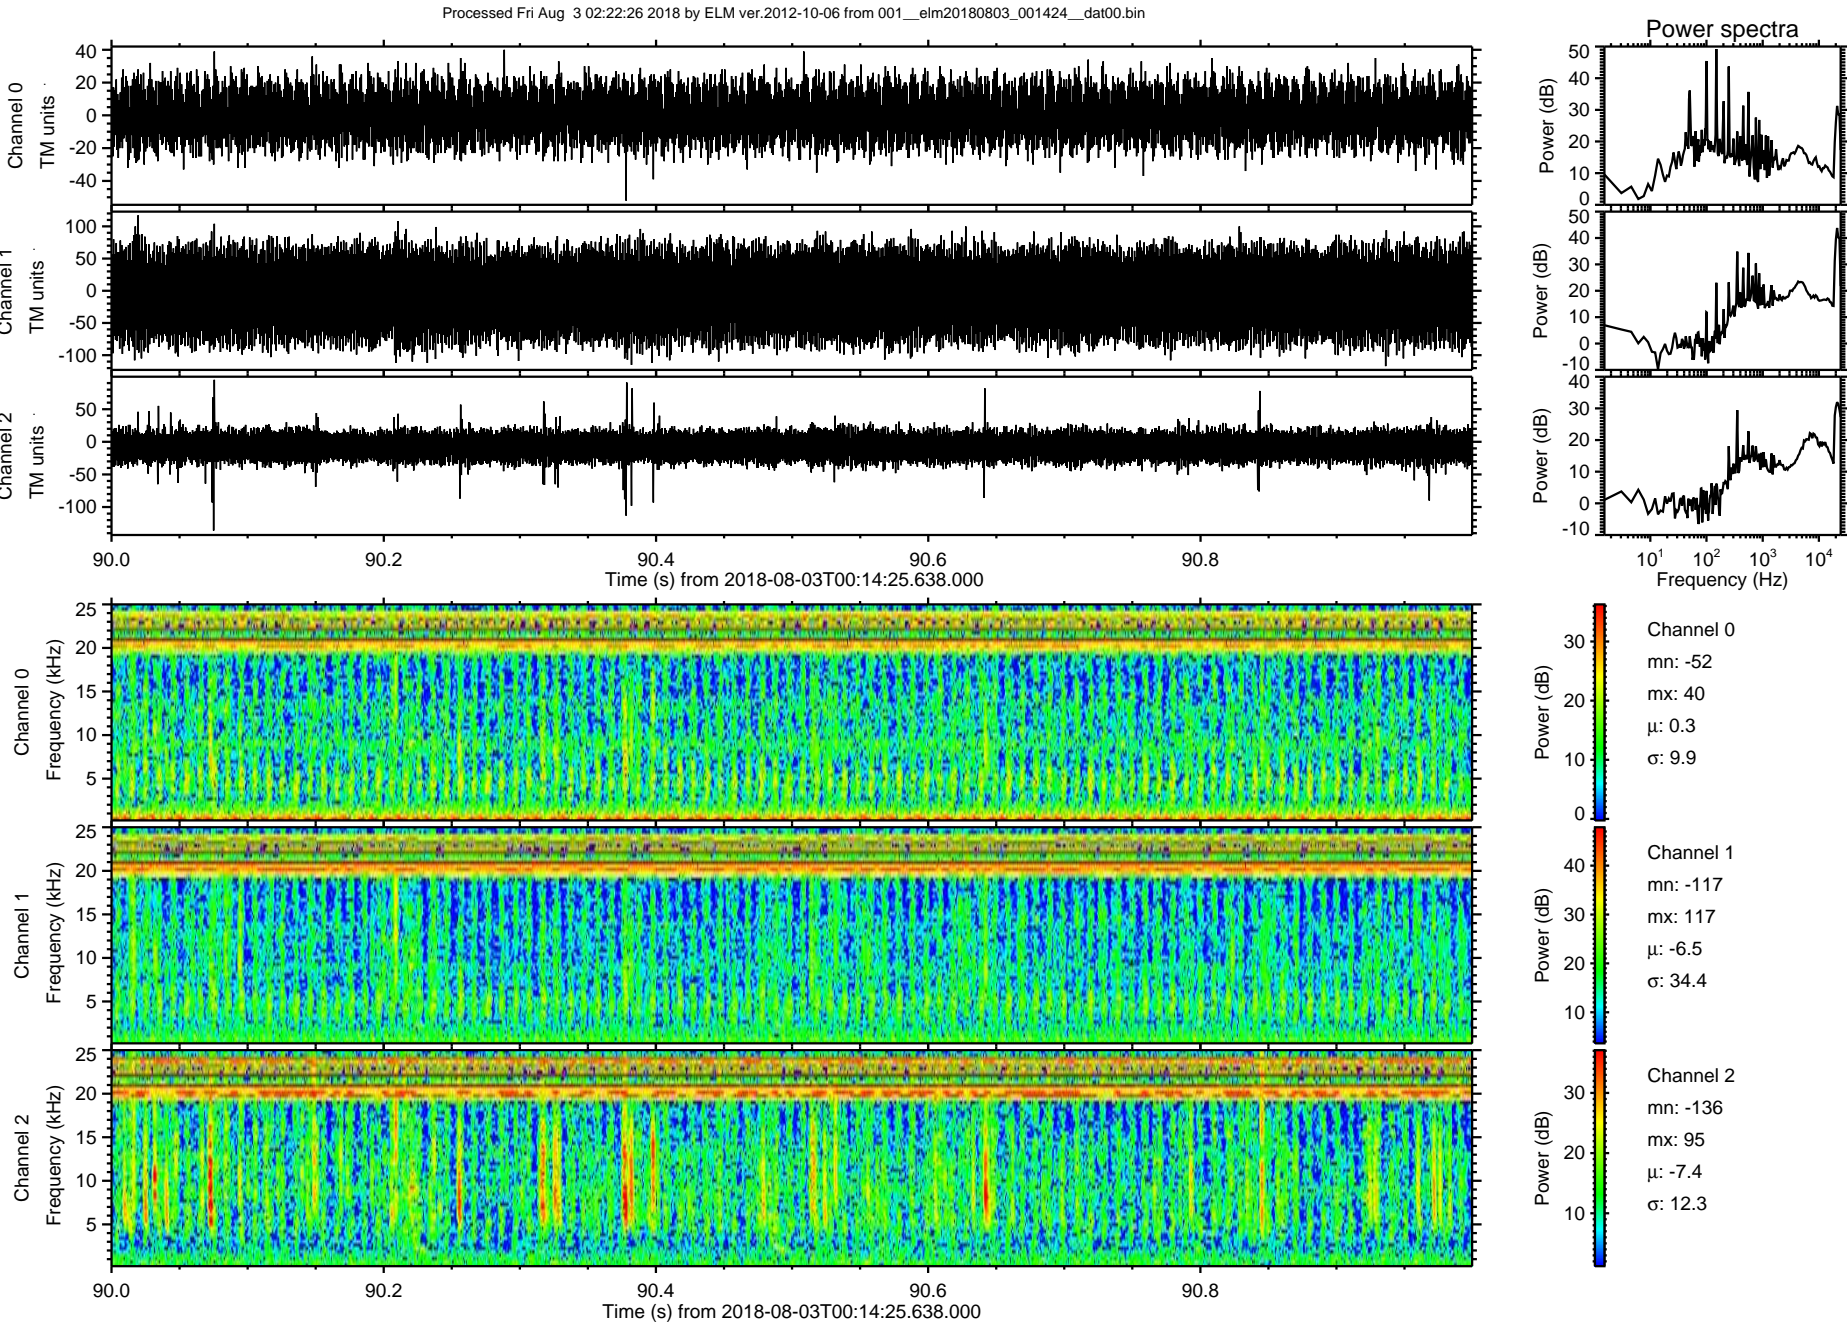 Processed Fri Aug  3 02:22:26 2018 by ELM ver.2012-10-06 from 001__elm20180803_001424__dat00.bin
Power spectra
Channel 0
TM units
40
20
0
-20
-40
Power (dB)
50
40
30
20
10
0
Channel 1
TM units
100
50
0
-50
-100
Power (dB)
50
40
30
20
10
0
-10
Channel 2
TM units
50
0
-50
-100
Power (dB)
40
30
20
10
0
-10
90.0 90.2 90.4 90.6 90.8
Time (s) from 2018-08-03T00:14:25.638.000
10^1 10^2 10^3 10^4
Frequency (Hz)
Channel 0
Frequency (kHz)
25
20
15
10
5
Power (dB)
30
20
10
0
Channel 0
mn: -52
mx: 40
μ: 0.3
σ: 9.9
Channel 1
Frequency (kHz)
25
20
15
10
5
Power (dB)
40
30
20
10
Channel 1
mn: -117
mx: 117
μ: -6.5
σ: 34.4
Channel 2
Frequency (kHz)
25
20
15
10
5
Power (dB)
30
20
10
Channel 2
mn: -136
mx: 95
μ: -7.4
σ: 12.3
90.0 90.2 90.4 90.6 90.8
Time (s) from 2018-08-03T00:14:25.638.000